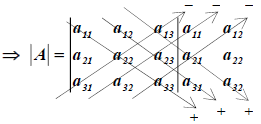 − − −
⇒ |A| = | a₁₁ a₁₂ a₁₃ | a₁₁ a₁₂
a₂₁ a₂₂ a₂₃ | a₂₁ a₂₂
a₃₁ a₃₂ a₃₃ | a₃₁ a₃₂
+ + +